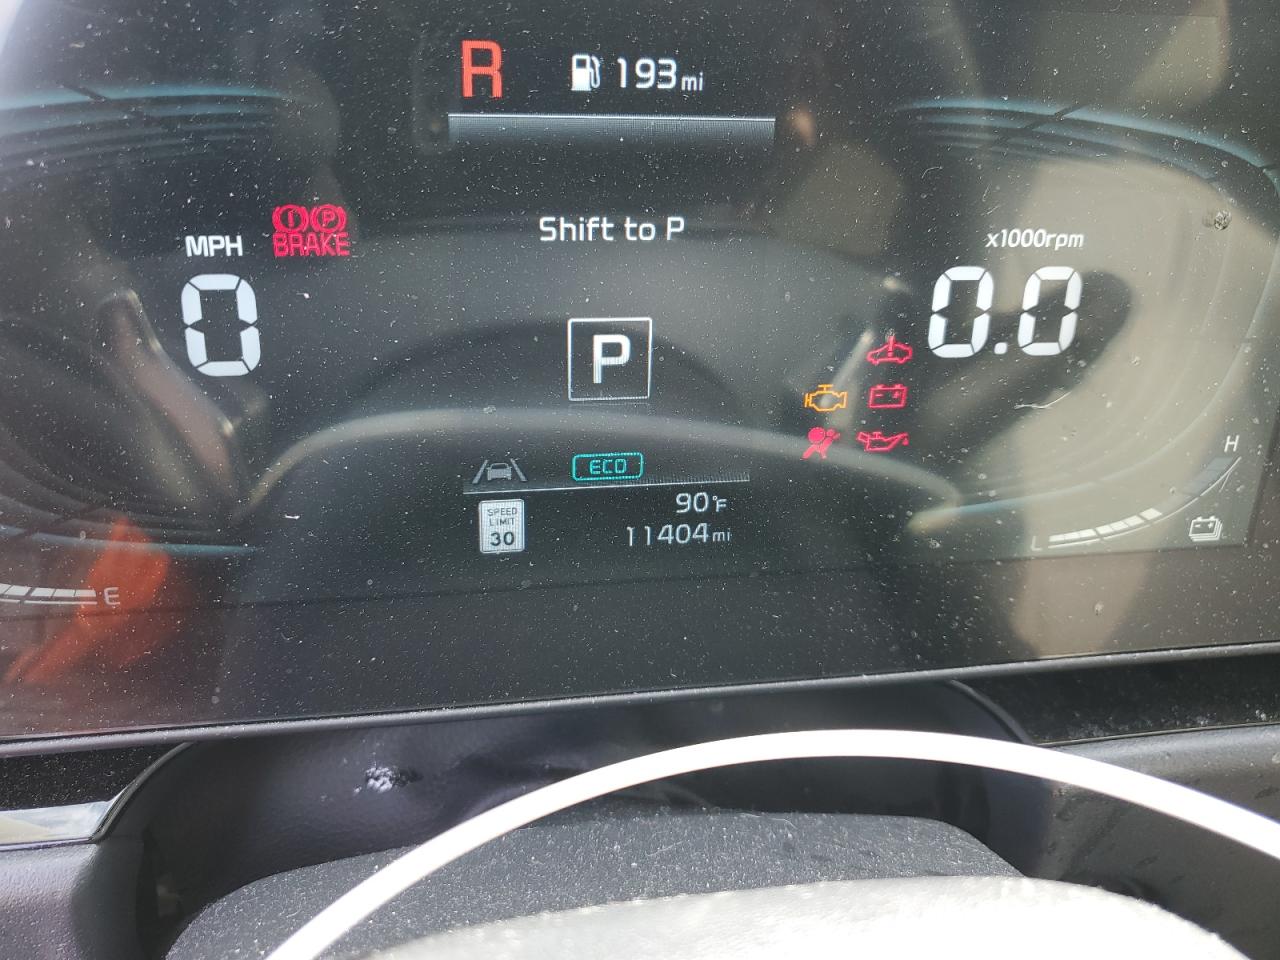 R 193mi
Shift to P
MPH
BRAKE
0
P
x1000rpm
0.0
ECO
SPEED
LIMIT
30
90°F
11404mi
E
L
H